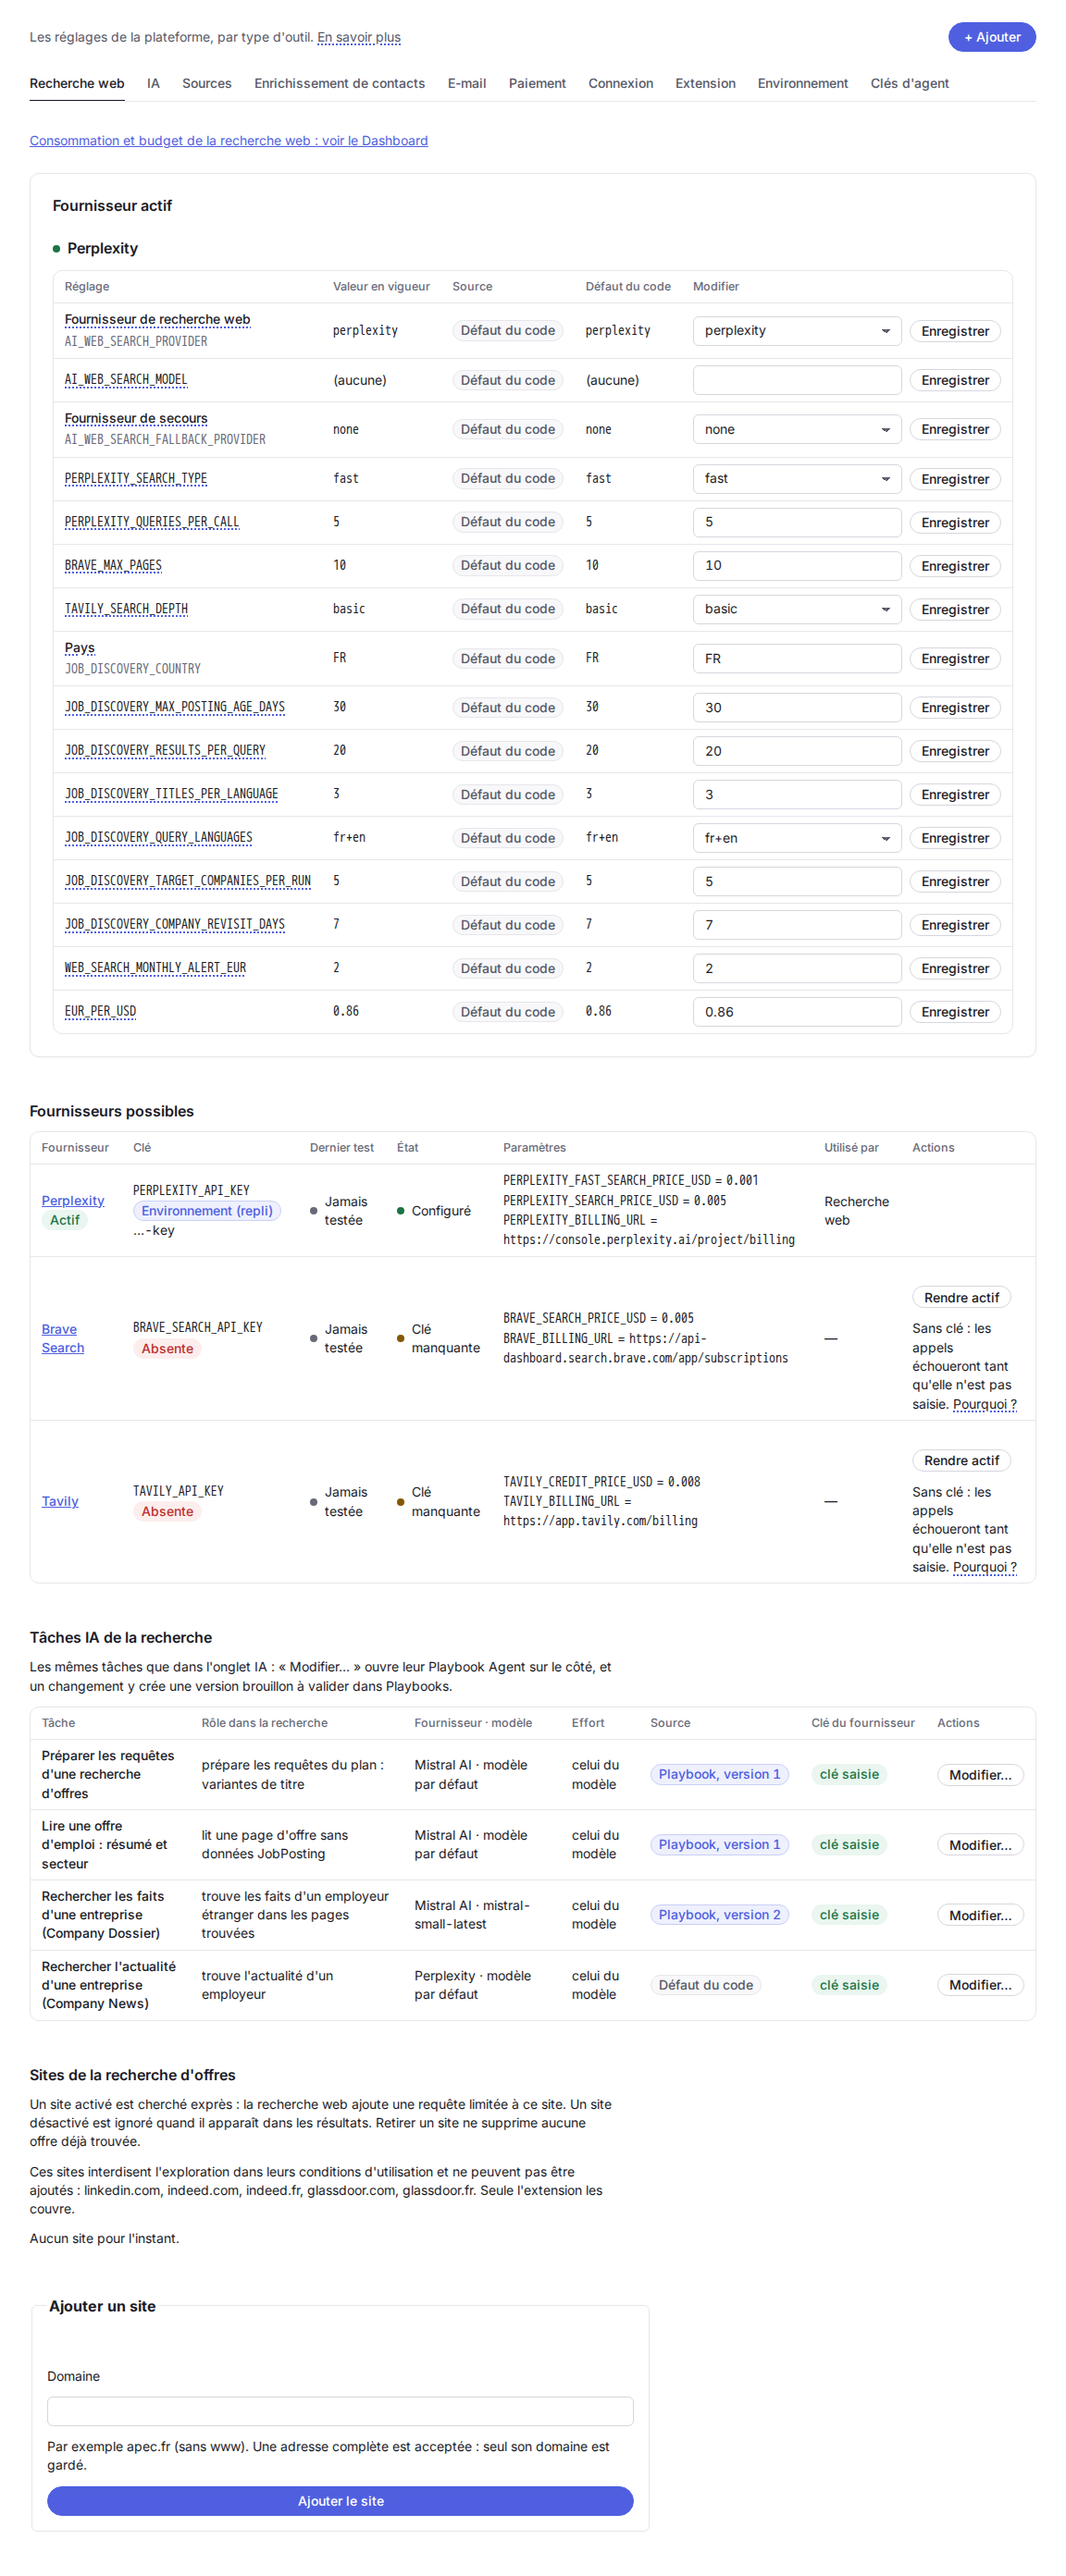 Les réglages de la plateforme, par type d'outil. En savoir plus
+ Ajouter
Recherche web IA Sources Enrichissement de contacts E-mail Paiement Connexion Extension Environnement Clés d'agent
Consommation et budget de la recherche web : voir le Dashboard
Fournisseur actif
Perplexity
Réglage Valeur en vigueur Source Défaut du code Modifier
Fournisseur de recherche web
AI_WEB_SEARCH_PROVIDER
perplexity Défaut du code perplexity perplexity Enregistrer
AI_WEB_SEARCH_MODEL (aucune) Défaut du code (aucune) Enregistrer
Fournisseur de secours
AI_WEB_SEARCH_FALLBACK_PROVIDER
none Défaut du code none none Enregistrer
PERPLEXITY_SEARCH_TYPE fast Défaut du code fast fast Enregistrer
PERPLEXITY_QUERIES_PER_CALL 5 Défaut du code 5 5 Enregistrer
BRAVE_MAX_PAGES 10 Défaut du code 10 10 Enregistrer
TAVILY_SEARCH_DEPTH basic Défaut du code basic basic Enregistrer
Pays
JOB_DISCOVERY_COUNTRY
FR Défaut du code FR FR Enregistrer
JOB_DISCOVERY_MAX_POSTING_AGE_DAYS 30 Défaut du code 30 30 Enregistrer
JOB_DISCOVERY_RESULTS_PER_QUERY 20 Défaut du code 20 20 Enregistrer
JOB_DISCOVERY_TITLES_PER_LANGUAGE 3 Défaut du code 3 3 Enregistrer
JOB_DISCOVERY_QUERY_LANGUAGES fr+en Défaut du code fr+en fr+en Enregistrer
JOB_DISCOVERY_TARGET_COMPANIES_PER_RUN 5 Défaut du code 5 5 Enregistrer
JOB_DISCOVERY_COMPANY_REVISIT_DAYS 7 Défaut du code 7 7 Enregistrer
WEB_SEARCH_MONTHLY_ALERT_EUR 2 Défaut du code 2 2 Enregistrer
EUR_PER_USD 0.86 Défaut du code 0.86 0.86 Enregistrer
Fournisseurs possibles
Fournisseur Clé Dernier test État Paramètres Utilisé par Actions
Perplexity
Actif
PERPLEXITY_API_KEY
Environnement (repli)
...-key
Jamais
testée
Configuré
PERPLEXITY_FAST_SEARCH_PRICE_USD = 0.001
PERPLEXITY_SEARCH_PRICE_USD = 0.005
PERPLEXITY_BILLING_URL =
https://console.perplexity.ai/project/billing
Recherche
web
Brave
Search
BRAVE_SEARCH_API_KEY
Absente
Jamais
testée
Clé
manquante
BRAVE_SEARCH_PRICE_USD = 0.005
BRAVE_BILLING_URL = https://api-
dashboard.search.brave.com/app/subscriptions
—
Rendre actif
Sans clé : les
appels
échoueront tant
qu'elle n'est pas
saisie. Pourquoi ?
Tavily
TAVILY_API_KEY
Absente
Jamais
testée
Clé
manquante
TAVILY_CREDIT_PRICE_USD = 0.008
TAVILY_BILLING_URL =
https://app.tavily.com/billing
—
Rendre actif
Sans clé : les
appels
échoueront tant
qu'elle n'est pas
saisie. Pourquoi ?
Tâches IA de la recherche
Les mêmes tâches que dans l'onglet IA : « Modifier... » ouvre leur Playbook Agent sur le côté, et
un changement y crée une version brouillon à valider dans Playbooks.
Tâche Rôle dans la recherche Fournisseur · modèle Effort Source Clé du fournisseur Actions
Préparer les requêtes
d'une recherche
d'offres
prépare les requêtes du plan :
variantes de titre
Mistral AI · modèle
par défaut
celui du
modèle
Playbook, version 1
clé saisie
Modifier...
Lire une offre
d'emploi : résumé et
secteur
lit une page d'offre sans
données JobPosting
Mistral AI · modèle
par défaut
celui du
modèle
Playbook, version 1
clé saisie
Modifier...
Rechercher les faits
d'une entreprise
(Company Dossier)
trouve les faits d'un employeur
étranger dans les pages
trouvées
Mistral AI · mistral-
small-latest
celui du
modèle
Playbook, version 2
clé saisie
Modifier...
Rechercher l'actualité
d'une entreprise
(Company News)
trouve l'actualité d'un
employeur
Perplexity · modèle
par défaut
celui du
modèle
Défaut du code
clé saisie
Modifier...
Sites de la recherche d'offres
Un site activé est cherché exprès : la recherche web ajoute une requête limitée à ce site. Un site
désactivé est ignoré quand il apparaît dans les résultats. Retirer un site ne supprime aucune
offre déjà trouvée.
Ces sites interdisent l'exploration dans leurs conditions d'utilisation et ne peuvent pas être
ajoutés : linkedin.com, indeed.com, indeed.fr, glassdoor.com, glassdoor.fr. Seule l'extension les
couvre.
Aucun site pour l'instant.
Ajouter un site
Domaine
Par exemple apec.fr (sans www). Une adresse complète est acceptée : seul son domaine est
gardé.
Ajouter le site